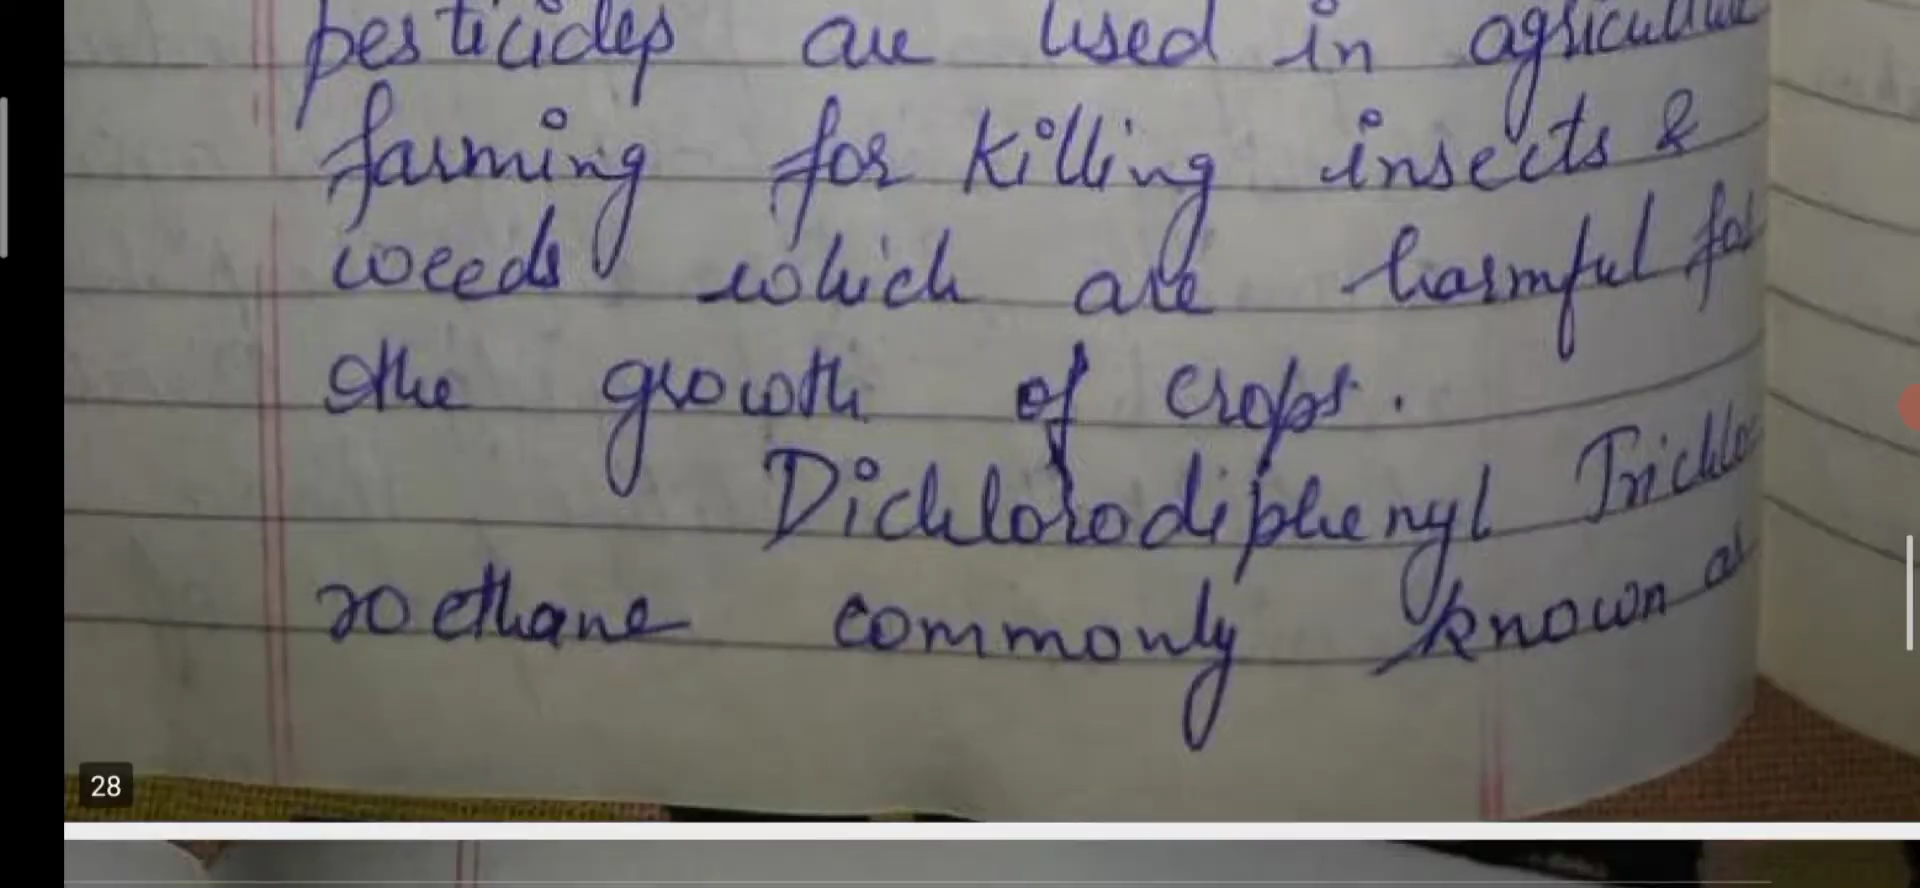 pesticides are used in agriculture
farming for killing insects &
weeds which are harmful for
the growth of crops.
Dichlorodiphenyl Trichlo-
roethane commonly known as
28